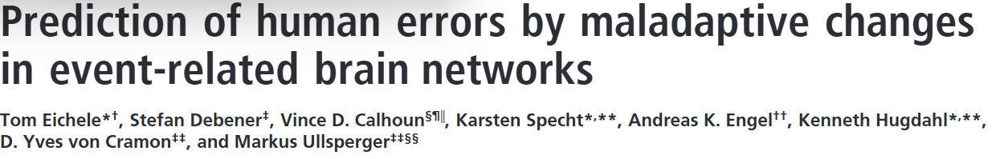 Prediction of human errors by maladaptive changes
in event-related brain networks
Tom Eichele*†, Stefan Debener‡, Vince D. Calhoun§¶‖, Karsten Specht*,**, Andreas K. Engel††, Kenneth Hugdahl*,**,
D. Yves von Cramon‡‡, and Markus Ullsperger‡‡§§